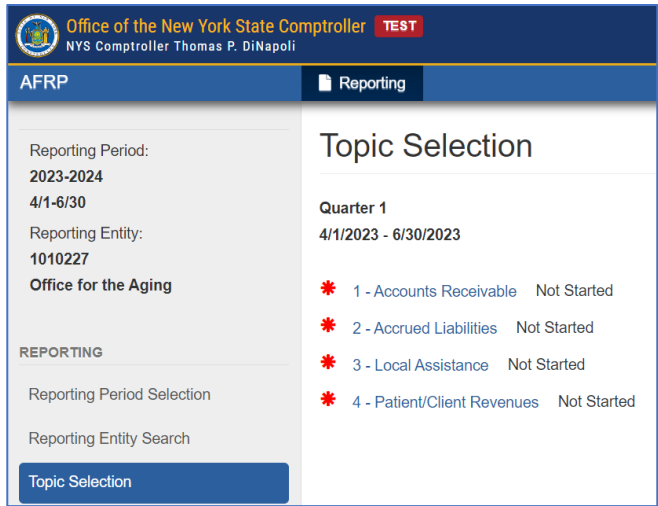 Office of the New York State Comptroller TEST
NYS Comptroller Thomas P. DiNapoli
AFRP
Reporting
Reporting Period:
2023-2024
4/1-6/30
Reporting Entity:
1010227
Office for the Aging
REPORTING
Reporting Period Selection
Reporting Entity Search
Topic Selection
Topic Selection
Quarter 1
4/1/2023 - 6/30/2023
1 - Accounts Receivable Not Started
2 - Accrued Liabilities Not Started
3 - Local Assistance Not Started
4 - Patient/Client Revenues Not Started